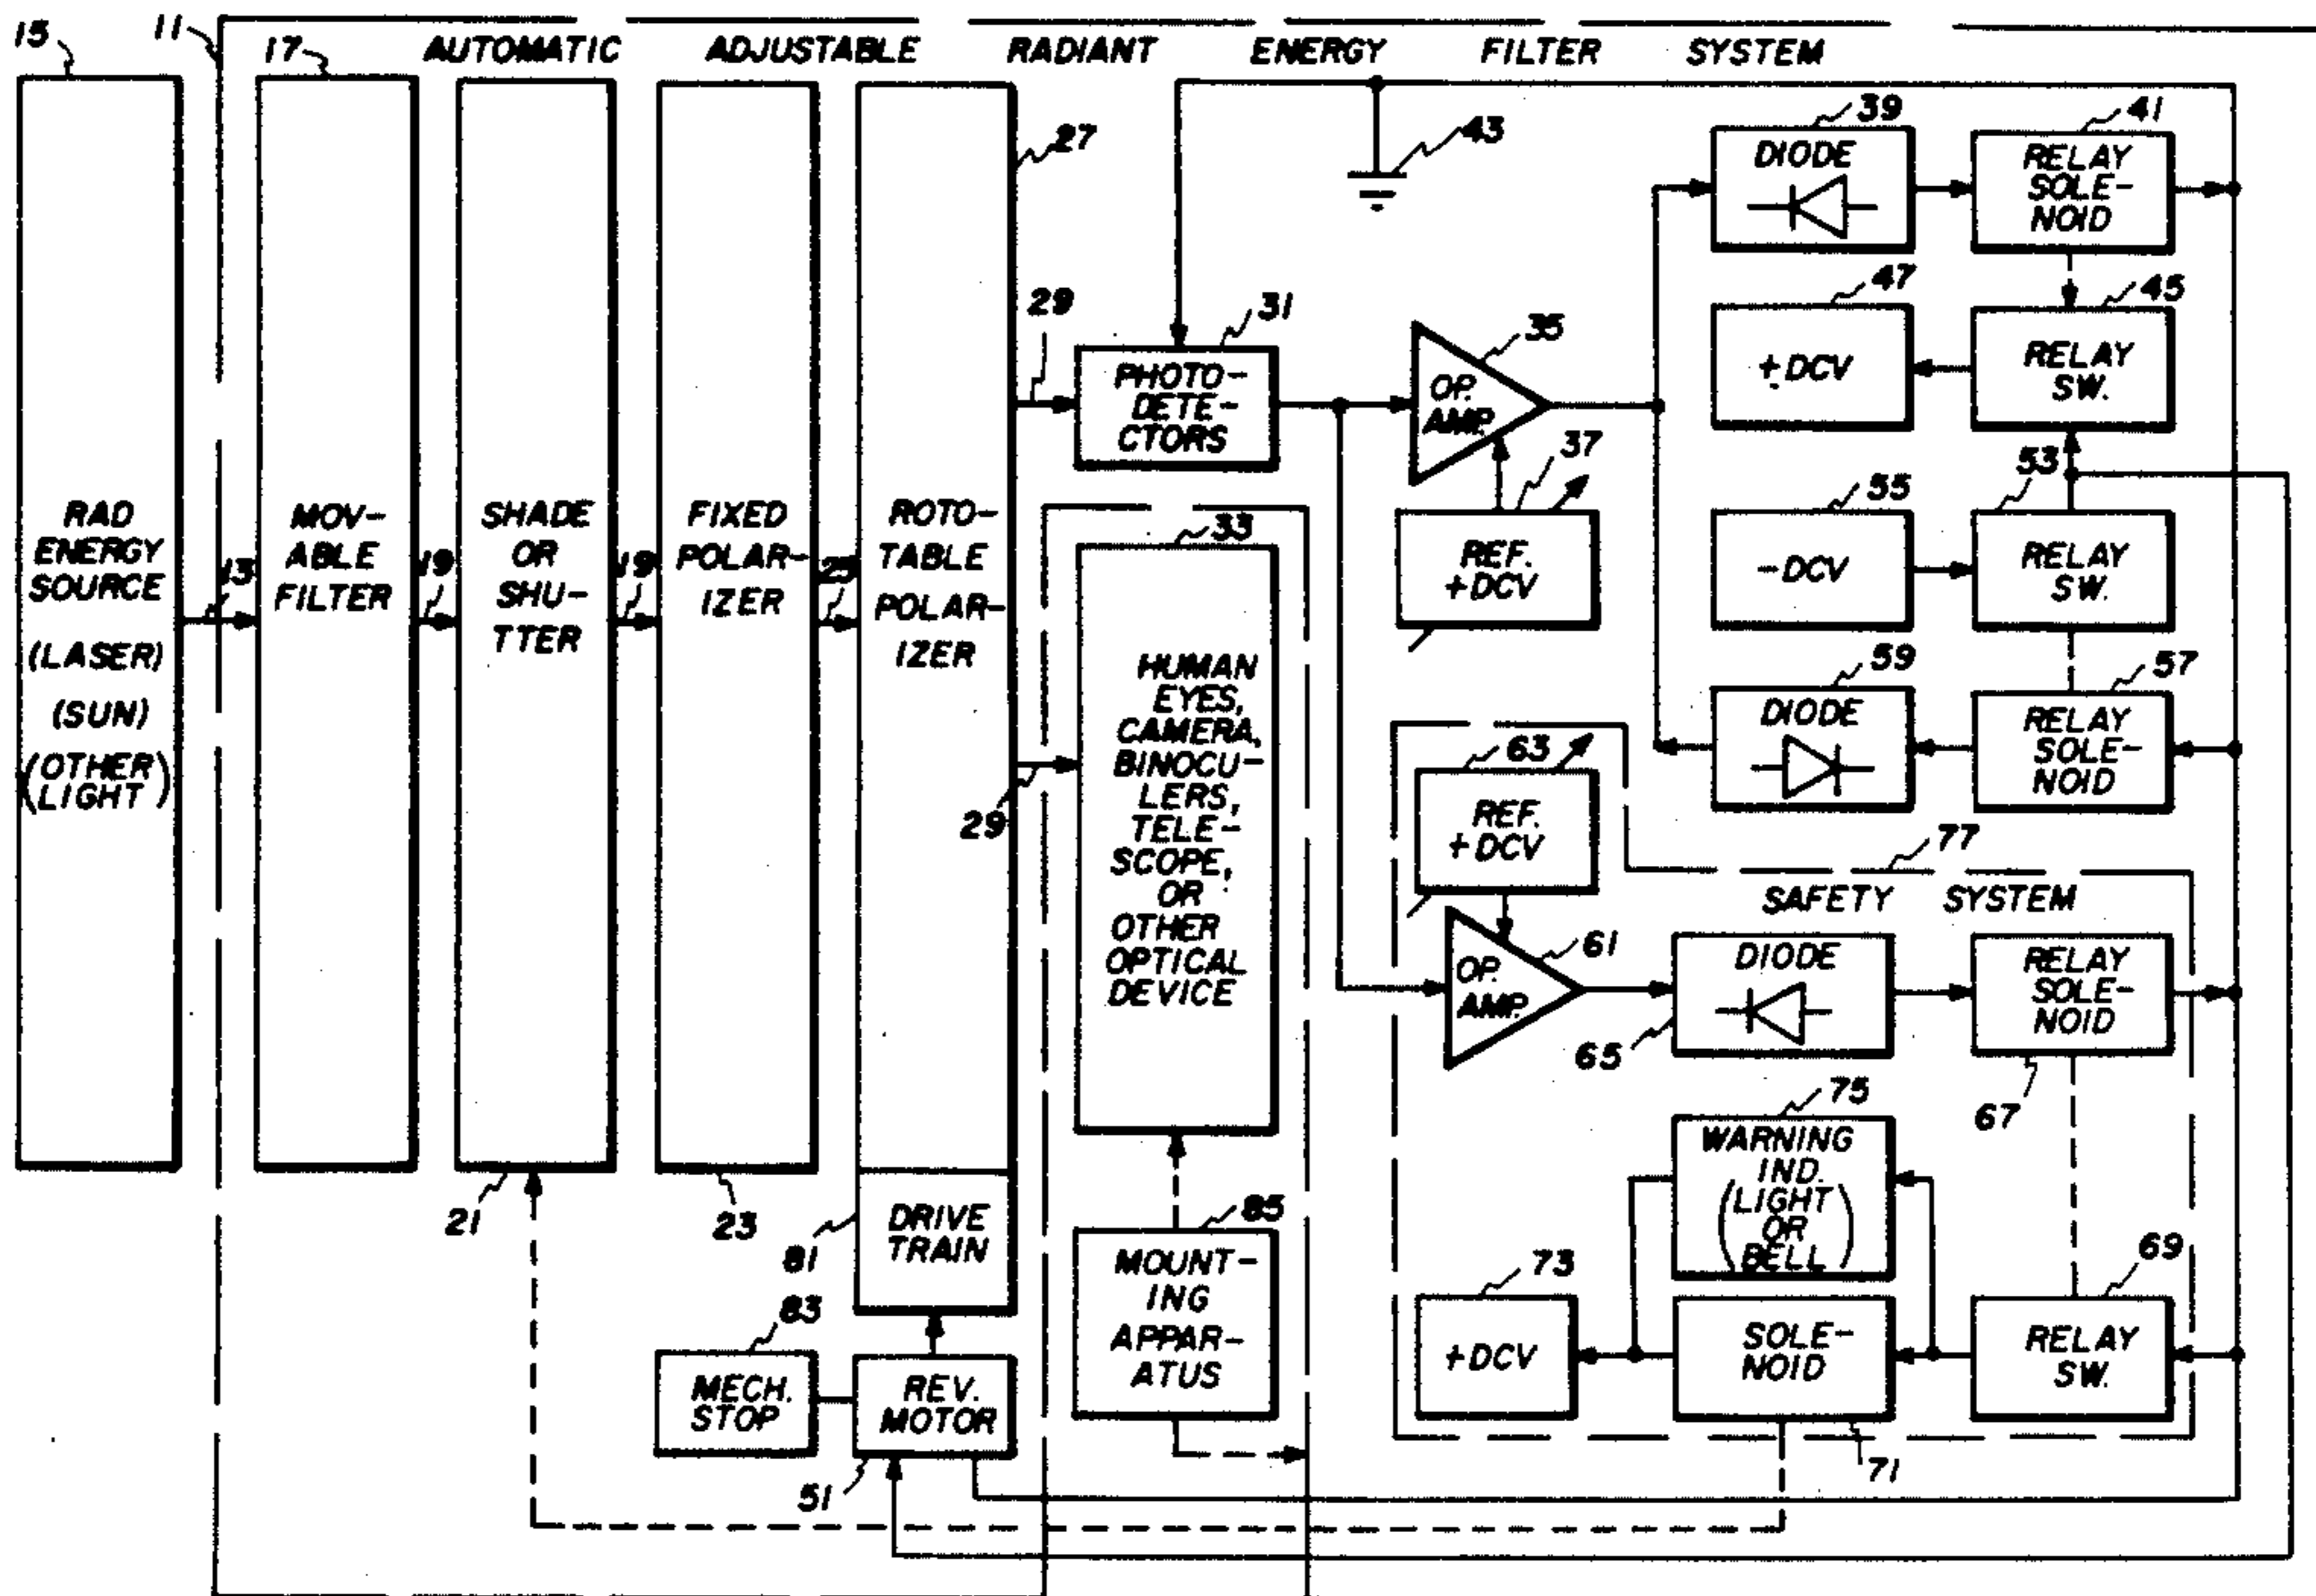 15
11
AUTOMATIC ADJUSTABLE RADIANT ENERGY FILTER SYSTEM
RAD
ENERGY
SOURCE
(LASER)
(SUN)
(OTHER)
(LIGHT)
13
17
MOV-
ABLE
FILTER
19
SHADE
OR
SHU-
TTER
21
19
FIXED
POLAR-
IZER
23
25
27
ROTO-
TABLE
POLAR-
IZER
DRIVE
TRAIN
81
83
MECH.
STOP
REV.
MOTOR
51
29
29
31
PHOTO-
DETE-
CTORS
33
HUMAN
EYES,
CAMERA,
BINOCU-
LERS,
TELE-
SCOPE,
OR
OTHER
OPTICAL
DEVICE
85
MOUNT-
ING
APPAR-
ATUS
43
35
OP.
AMP.
37
REF.
+DCV
39
DIODE
41
RELAY
SOLE-
NOID
47
+DCV
45
RELAY
SW.
55
-DCV
53
RELAY
SW.
59
DIODE
57
RELAY
SOLE-
NOID
63
REF.
+DCV
77
SAFETY SYSTEM
61
OP.
AMP.
65
DIODE
RELAY
SOLE-
NOID
67
75
WARNING
IND.
(LIGHT
OR
BELL)
73
+DCV
SOLE-
NOID
71
69
RELAY
SW.